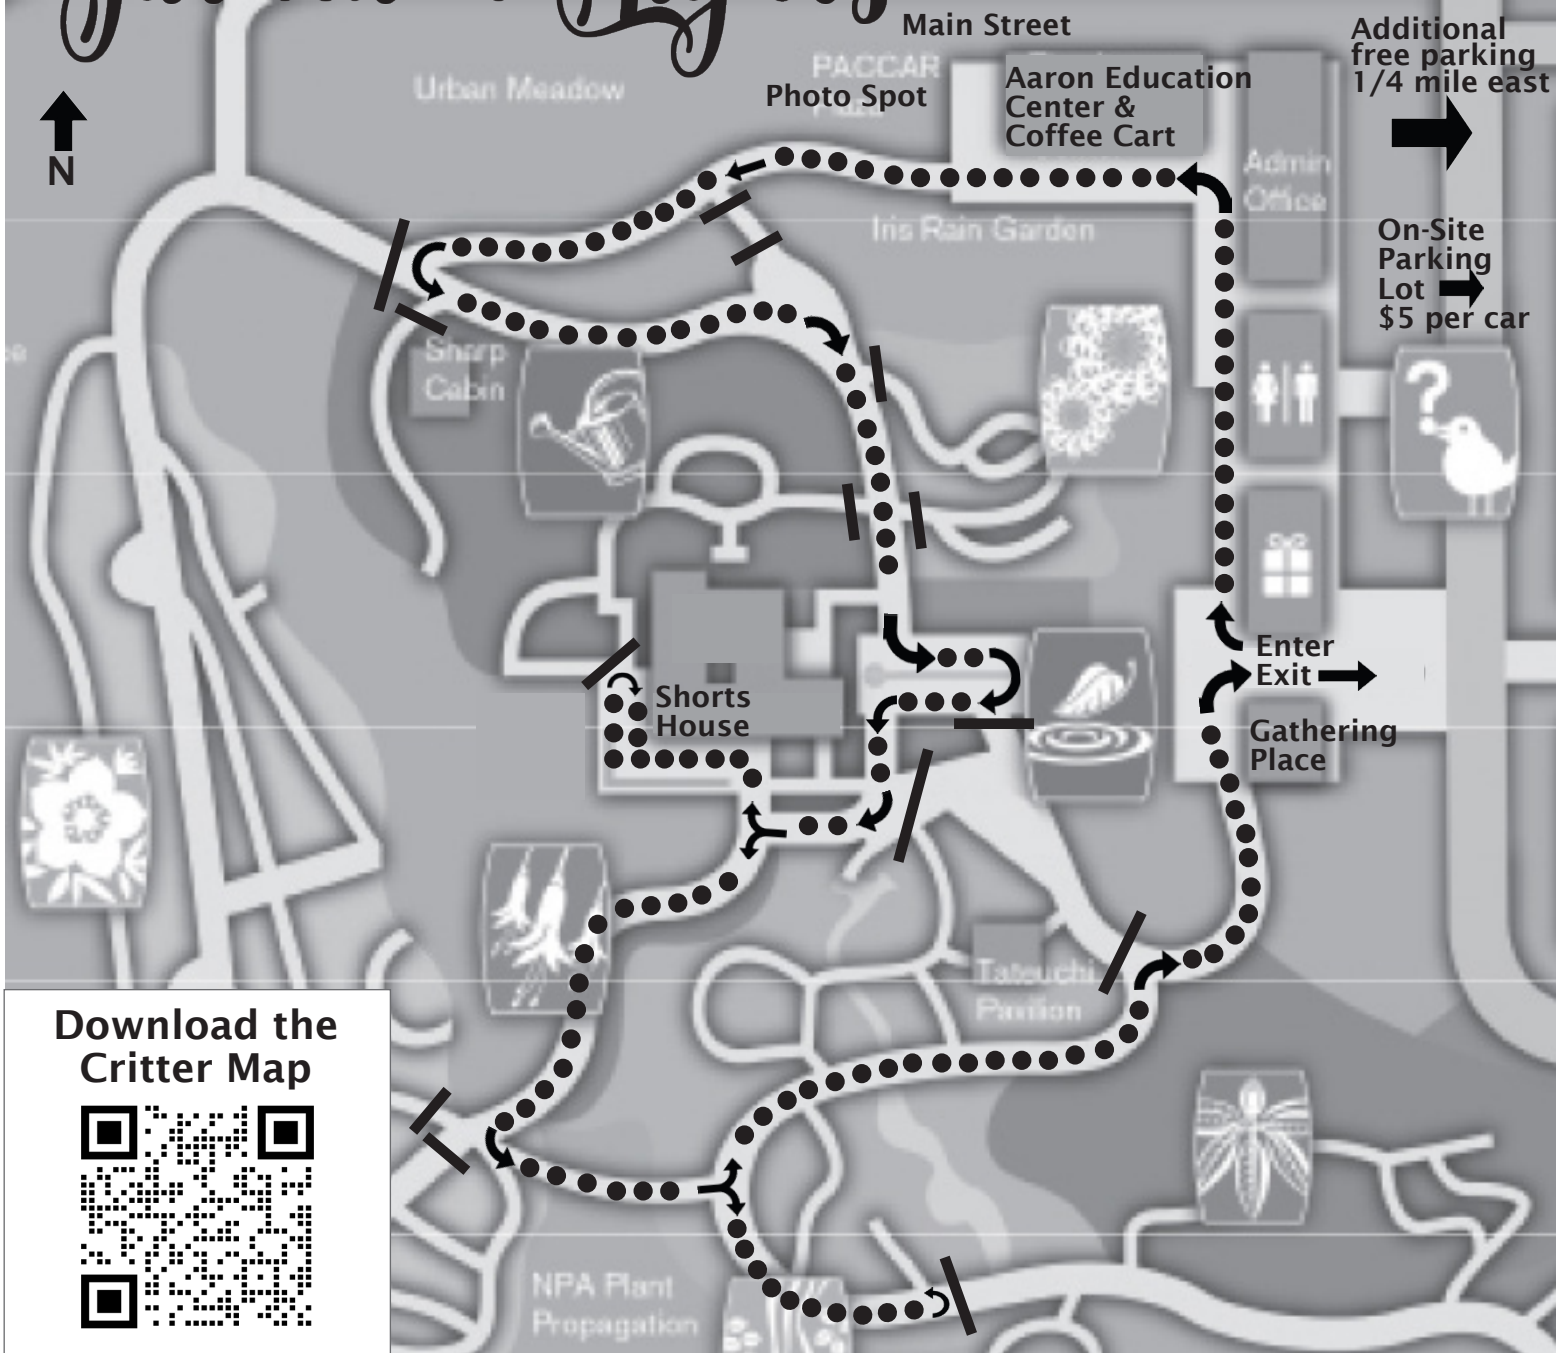 Main Street
Additional
free parking
1/4 mile east
Urban Meadow
PACCAR
Photo Spot
Aaron Education
Center &
Coffee Cart
N
Admin
Office
Iris Rain Garden
On-Site
Parking
Lot
$5 per car
Sharp
Cabin
?
Enter
Exit
Shorts
House
Gathering
Place
Tateuchi
Pavilion
Download the
Critter Map
NPA Plant
Propagation